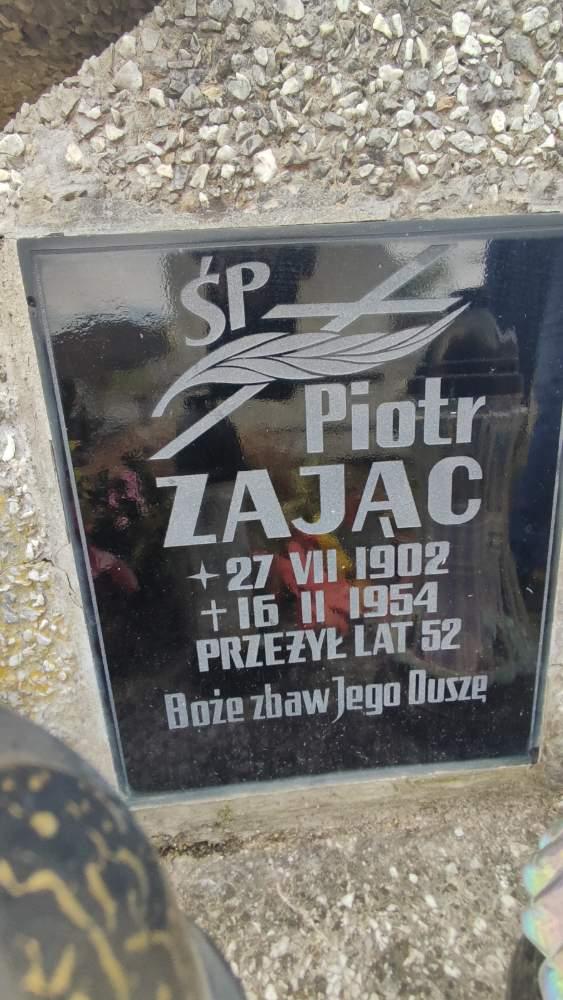 ŚP
Piotr
ZAJĄC
27 VII 1902
16 II 1954
PRZEŻYŁ LAT 52
Boże zbaw Jego Duszę